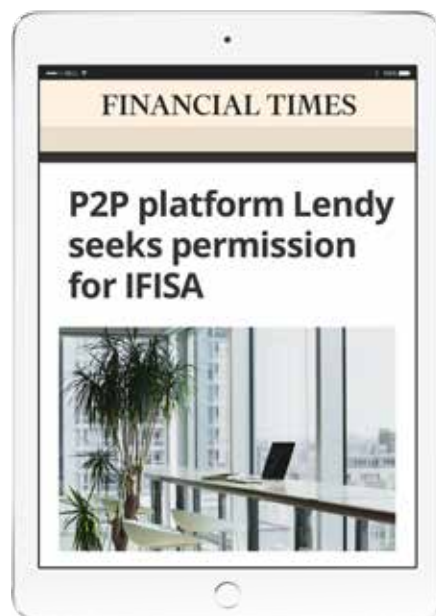 FINANCIAL TIMES
P2P platform Lendy
seeks permission
for IFISA